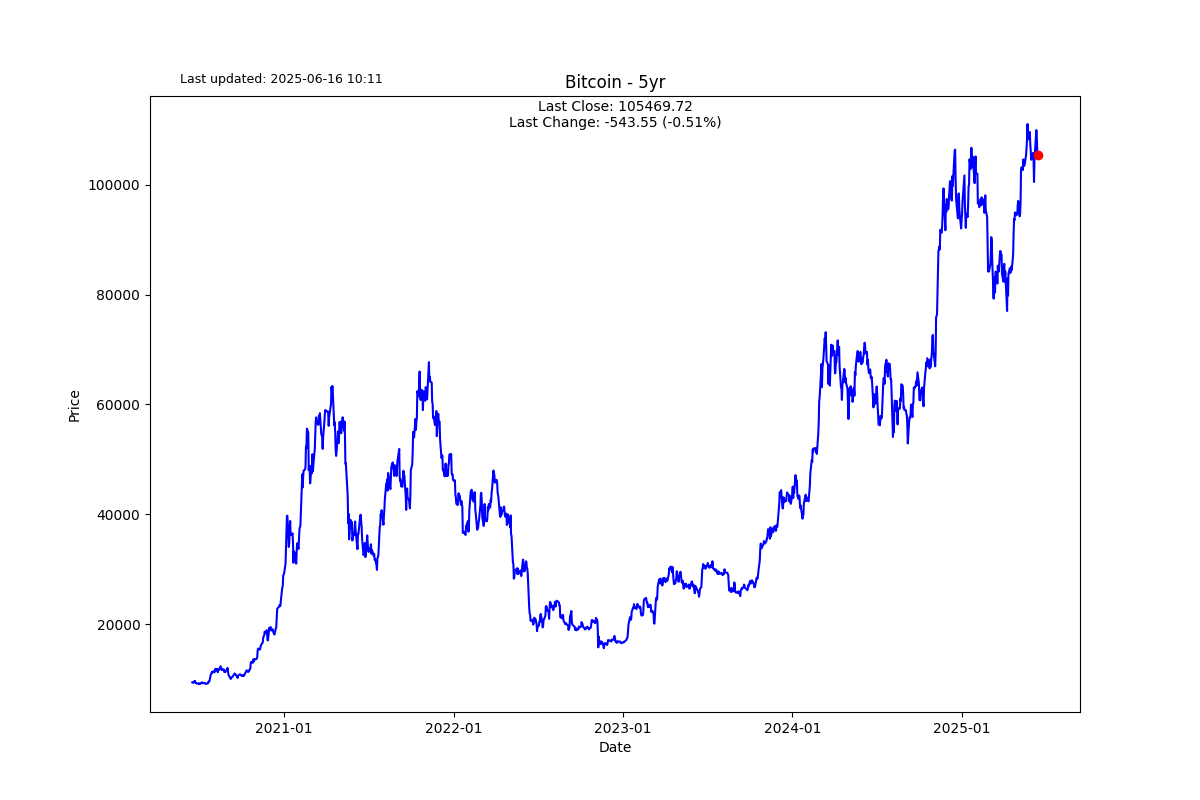 Last updated: 2025-06-16 10:11
Bitcoin - 5yr
Last Close: 105469.72
Last Change: -543.55 (-0.51%)
100000
80000
60000
40000
20000
Price
2021-01
2022-01
2023-01
2024-01
2025-01
Date